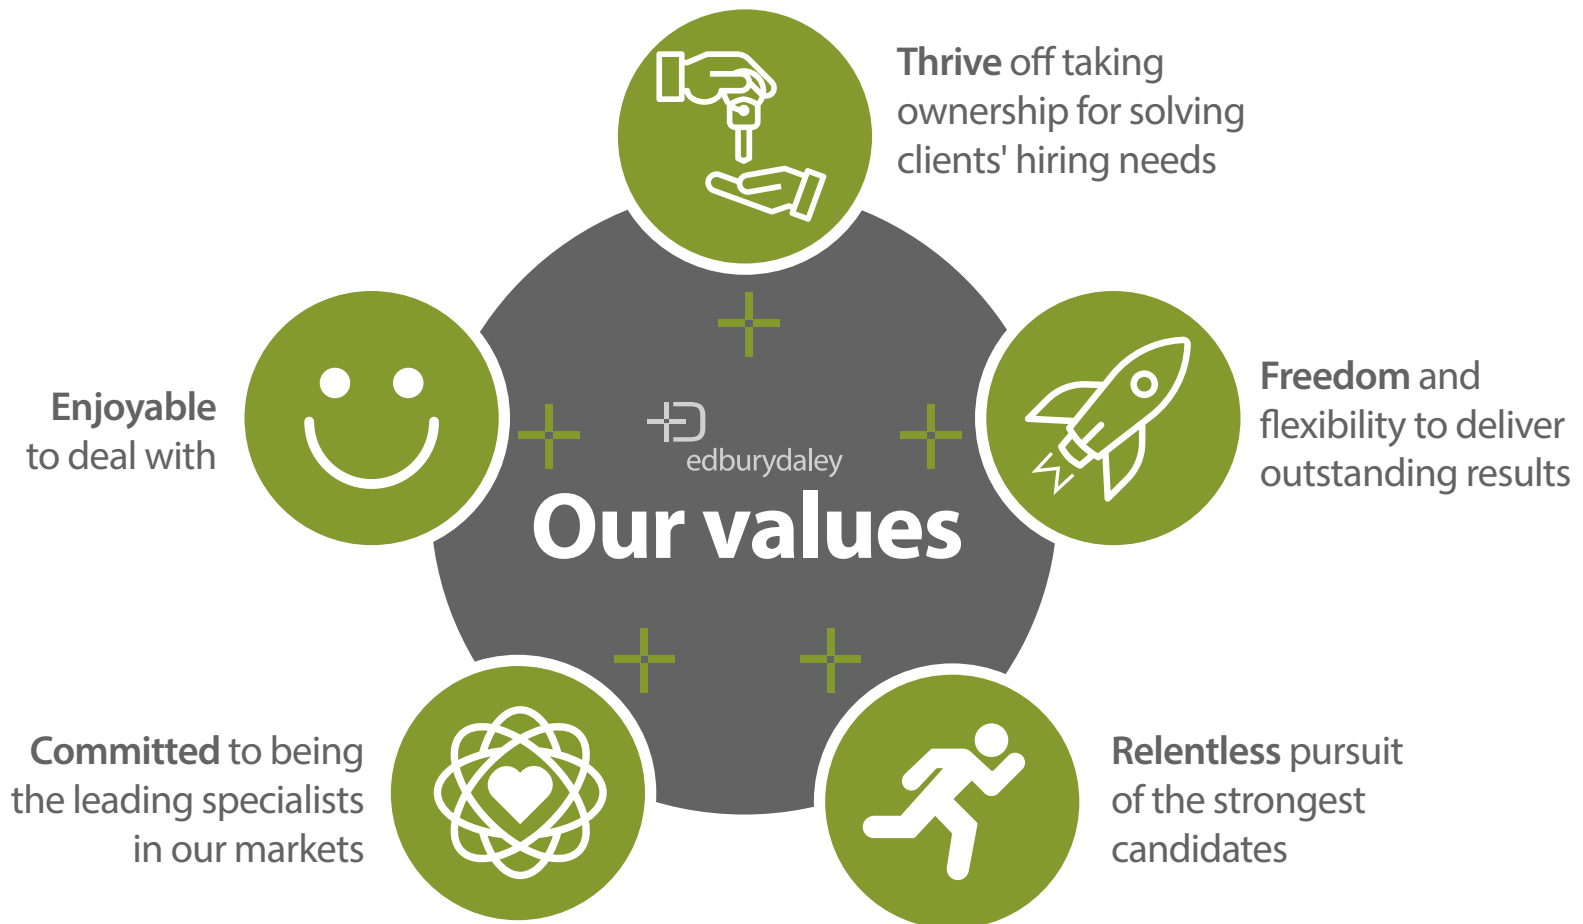 Thrive off taking
ownership for solving
clients' hiring needs
Freedom and
flexibility to deliver
outstanding results
Relentless pursuit
of the strongest
candidates
Committed to being
the leading specialists
in our markets
Enjoyable
to deal with
edburydaley
Our values